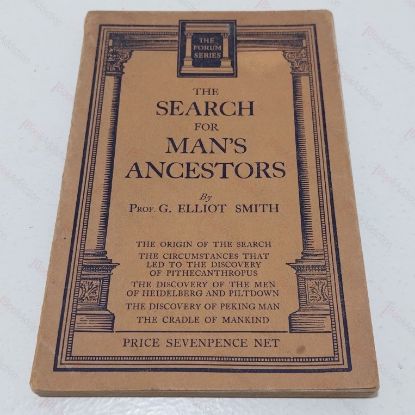 THE
FORUM
SERIES
THE
SEARCH
FOR
MAN'S
ANCESTORS
By
PROF. G. ELLIOT SMITH
THE ORIGIN OF THE SEARCH
THE CIRCUMSTANCES THAT
LED TO THE DISCOVERY
OF PITHECANTHROPUS
THE DISCOVERY OF THE MEN
OF HEIDELBERG AND PILTDOWN
THE DISCOVERY OF PEKING MAN
THE CRADLE OF MANKIND
PRICE SEVENPENCE NET